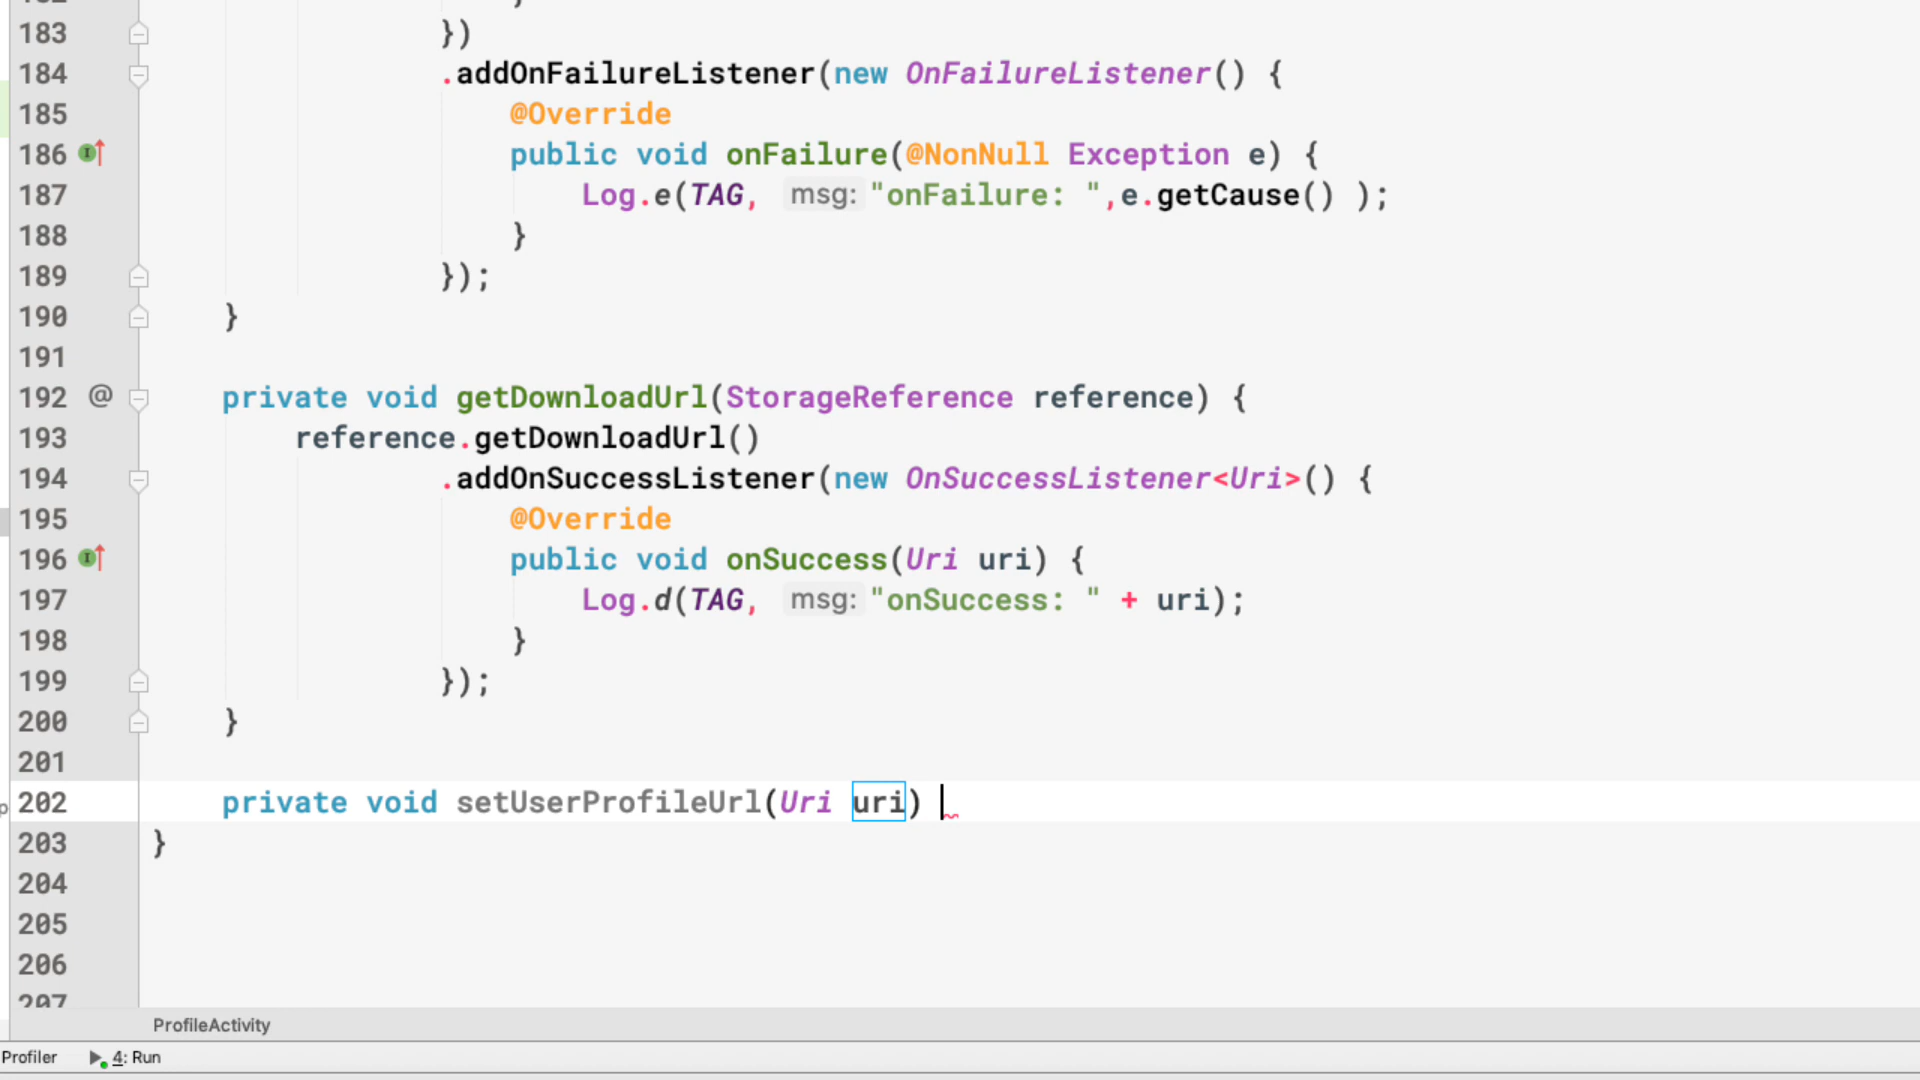 183 })
184 .addOnFailureListener(new OnFailureListener() {
185 @Override
186 public void onFailure(@NonNull Exception e) {
187 Log.e(TAG, msg: "onFailure: ",e.getCause() );
188 }
189 });
190 }
191
192 @ private void getDownloadUrl(StorageReference reference) {
193 reference.getDownloadUrl()
194 .addOnSuccessListener(new OnSuccessListener<Uri>() {
195 @Override
196 public void onSuccess(Uri uri) {
197 Log.d(TAG, msg: "onSuccess: " + uri);
198 }
199 });
200 }
201
202 private void setUserProfileUrl(Uri uri)
203 }
204
205
206
207
ProfileActivity
Profiler 4: Run